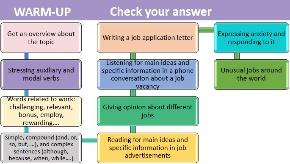 WARM-UP
Check your answer
Get an overview about
the topic
Stressing auxiliary and
modal verbs
Words related to work:
challenging, relevant,
bonus, employ,
rewarding,...
Simple, compound (and, or,
so, but, ...), and complex
sentences (although,
because, when, while...)
Writing a job application letter
Listening for main ideas and
specific information in a phone
conversation about a job
vacancy
Giving opinion about different
jobs
Reading for main ideas and
specific information in job
advertisements
Expressing anxiety and
responding to it
Unusual jobs around the
world